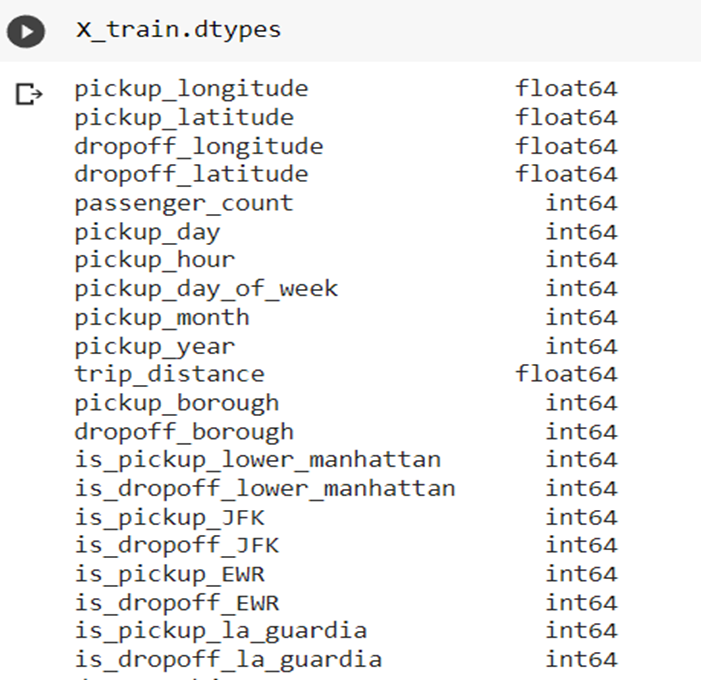 X_train.dtypes
pickup_longitude float64
pickup_latitude float64
dropoff_longitude float64
dropoff_latitude float64
passenger_count int64
pickup_day int64
pickup_hour int64
pickup_day_of_week int64
pickup_month int64
pickup_year int64
trip_distance float64
pickup_borough int64
dropoff_borough int64
is_pickup_lower_manhattan int64
is_dropoff_lower_manhattan int64
is_pickup_JFK int64
is_dropoff_JFK int64
is_pickup_EWR int64
is_dropoff_EWR int64
is_pickup_la_guardia int64
is_dropoff_la_guardia int64